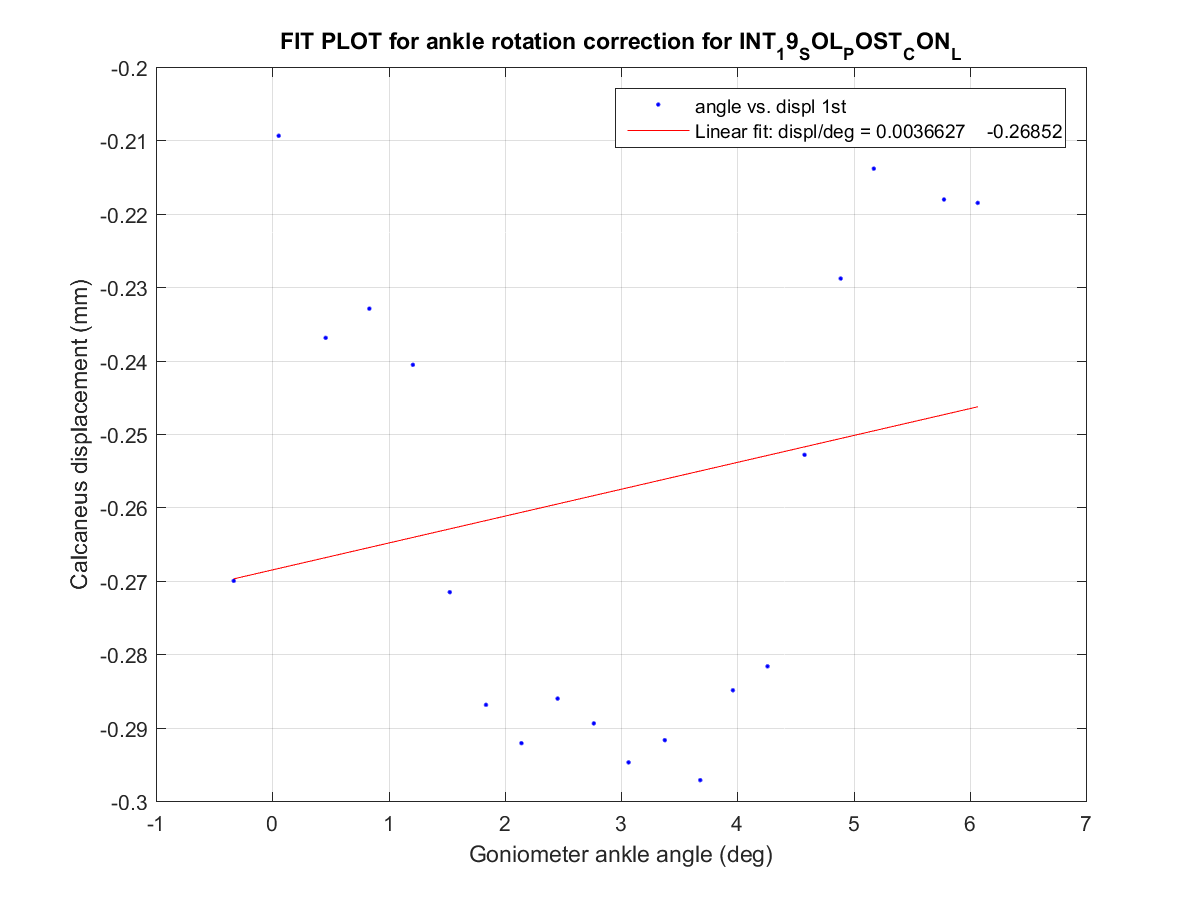 FIT PLOT for ankle rotation correction for INT₁9ₛOLₚOSTCONL
angle vs. displ 1st
Linear fit: displ/deg = 0.0036627 -0.26852
Calcaneus displacement (mm)
-0.2
-0.21
-0.22
-0.23
-0.24
-0.25
-0.26
-0.27
-0.28
-0.29
-0.3
-1 0 1 2 3 4 5 6 7
Goniometer ankle angle (deg)